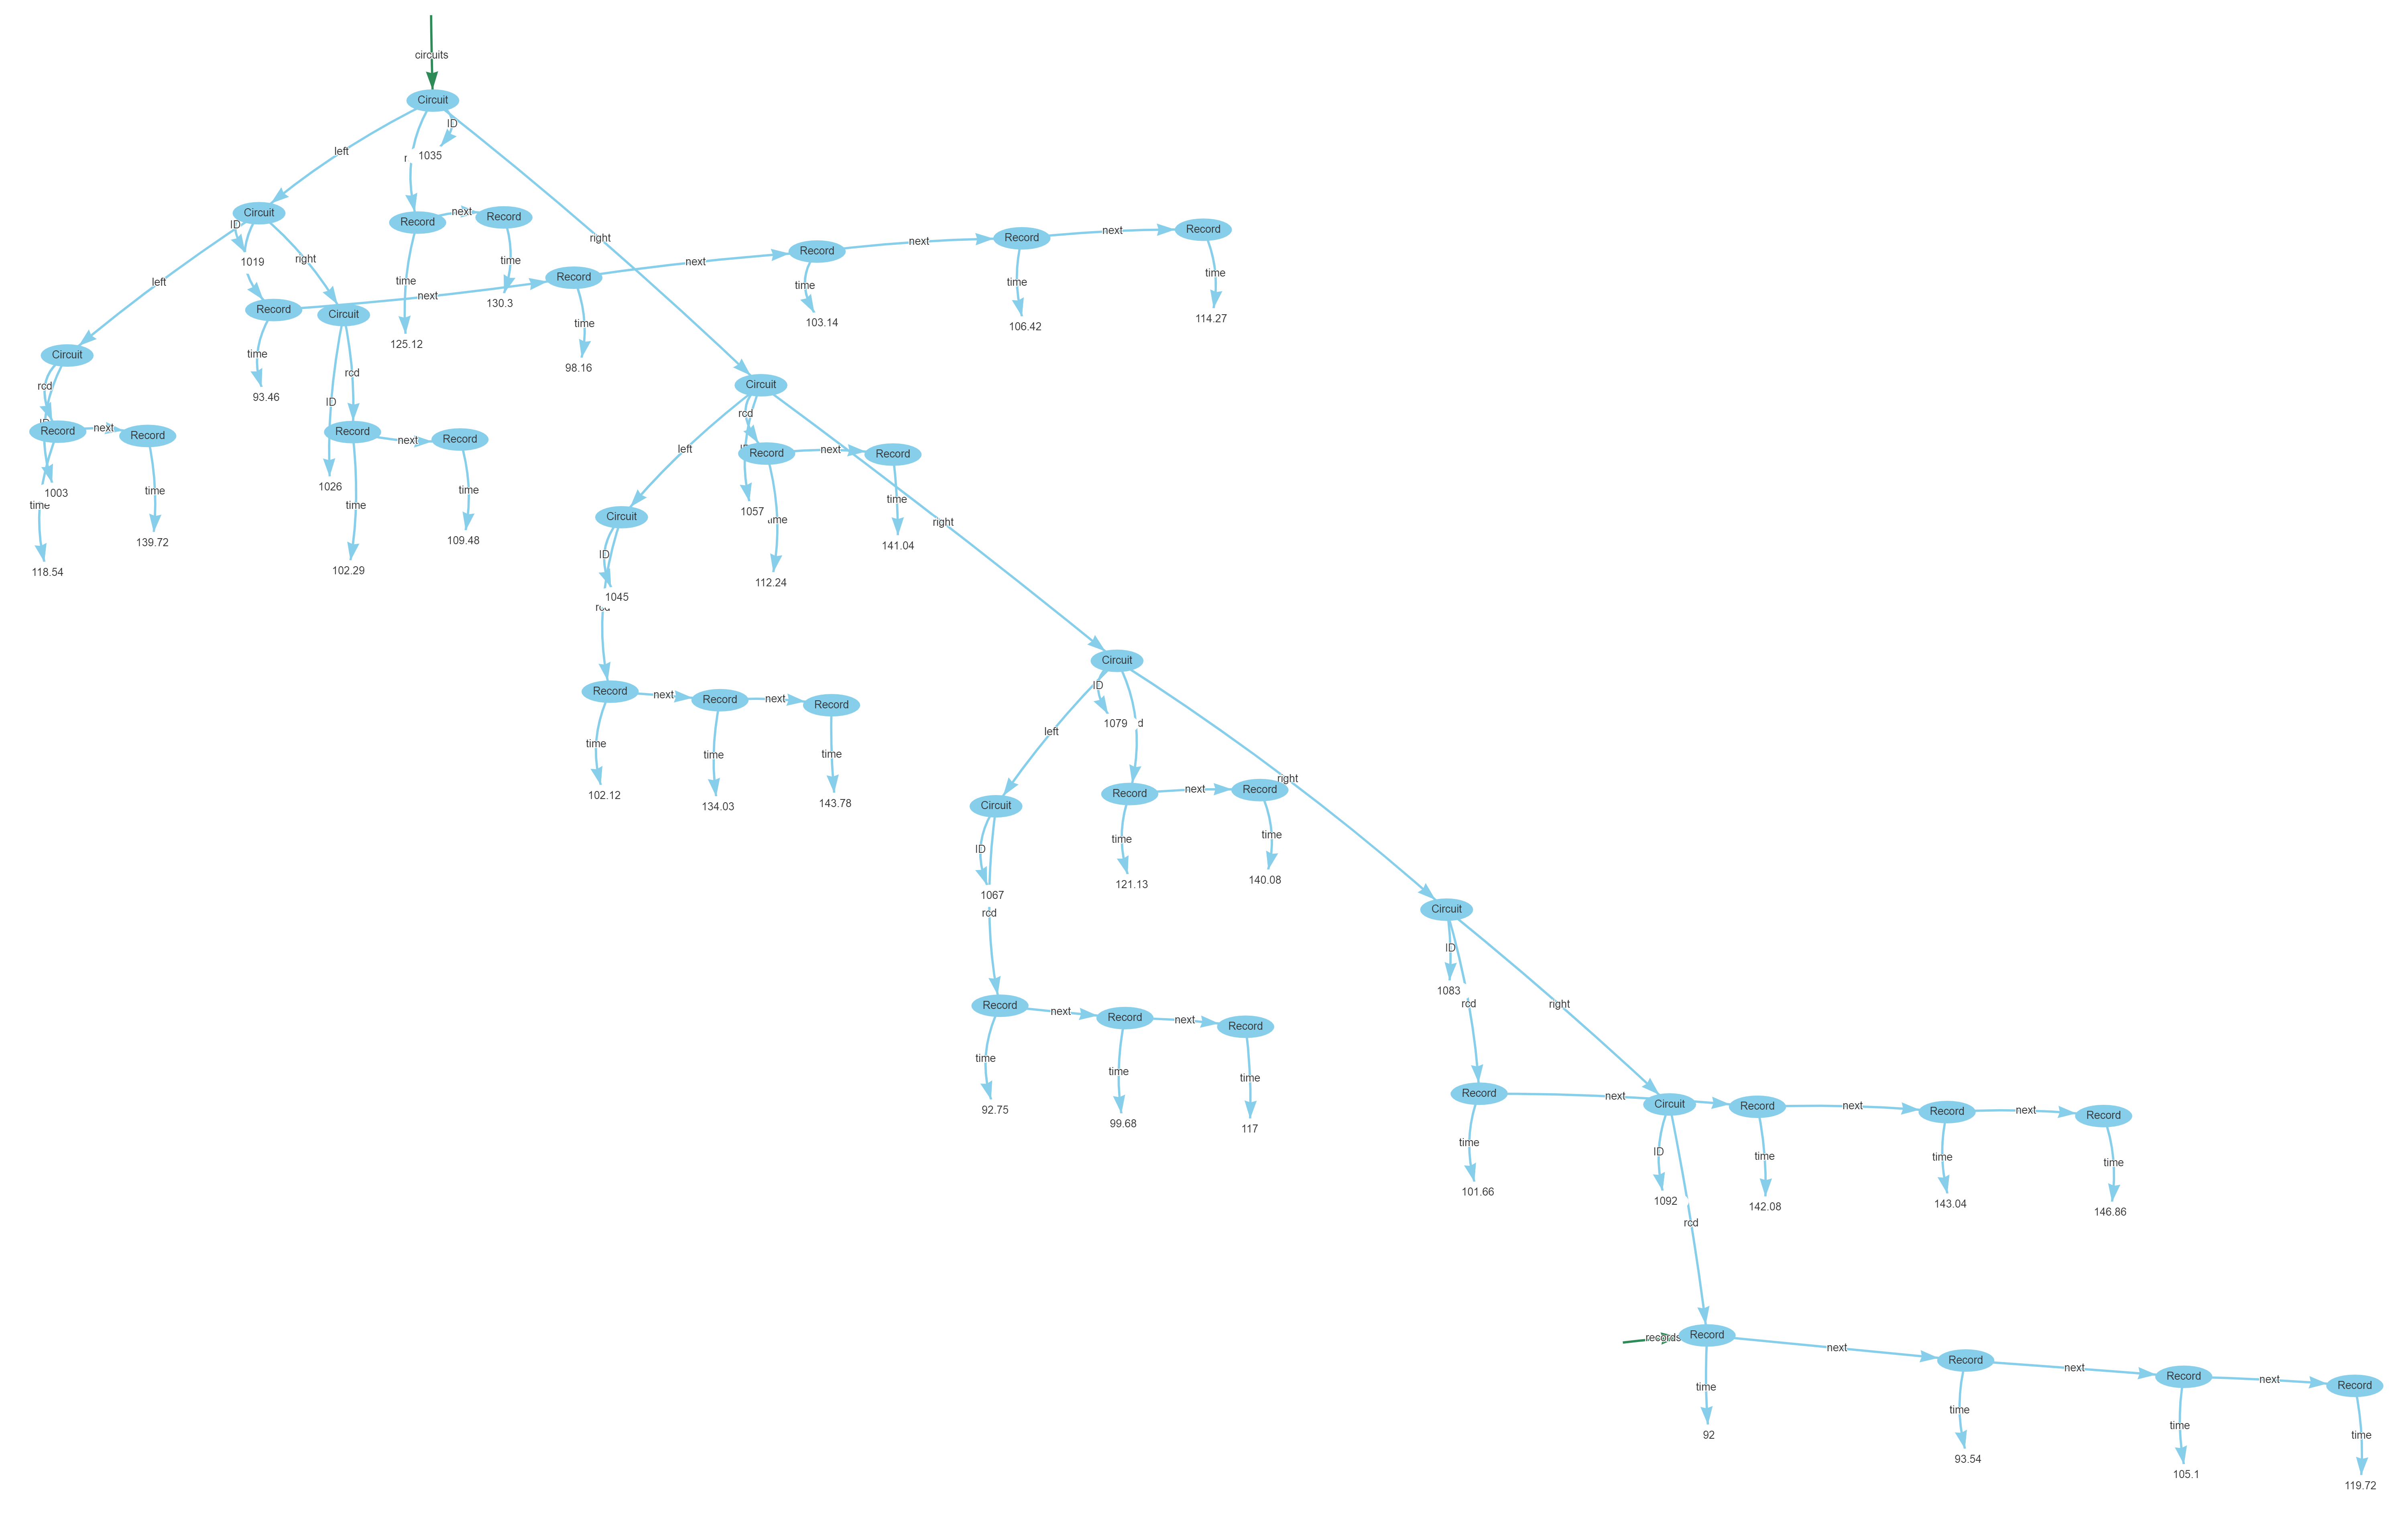 circuits
Circuit
ID
left
1035
Circuit
Record
next
Record
ID
Record
right
Record
next
Record
next
1019
right
time
Record
next
time
time
left
time
time
next
130.3
Record
Circuit
103.14
106.42
114.27
time
125.12
time
Circuit
98.16
rcd
rcd
Circuit
93.46
ID
rcd
Record
next
Record
Record
next
Record
left
Record
next
Record
time
time
1026
1003
time
time
time
1057
Circuit
right
139.72
109.48
141.04
118.54
102.29
ID
112.24
1045
Circuit
ID
Record
next
Record
next
Record
1079
left
time
time
time
right
102.12
134.03
143.78
Record
next
Record
Circuit
time
time
ID
121.13
140.08
1067
rcd
Circuit
ID
1083
Record
next
Record
next
Record
rcd
right
time
time
time
92.75
99.68
117
Record
next
Circuit
Record
next
Record
next
Record
time
ID
time
time
time
101.66
1092
142.08
143.04
146.86
rcd
records
Record
next
Record
next
Record
next
Record
time
time
time
time
92
93.54
105.1
119.72